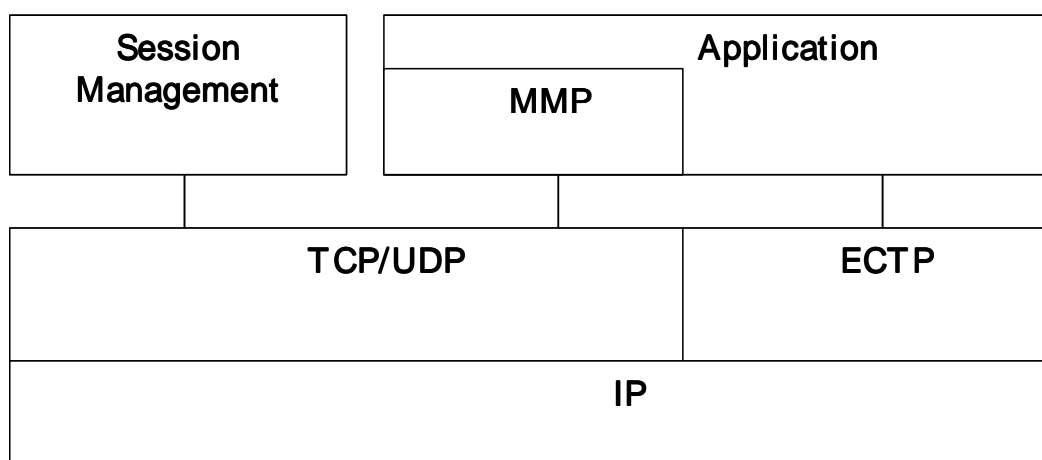 Session
Management
Application
MMP
TCP/UDP
ECTP
IP